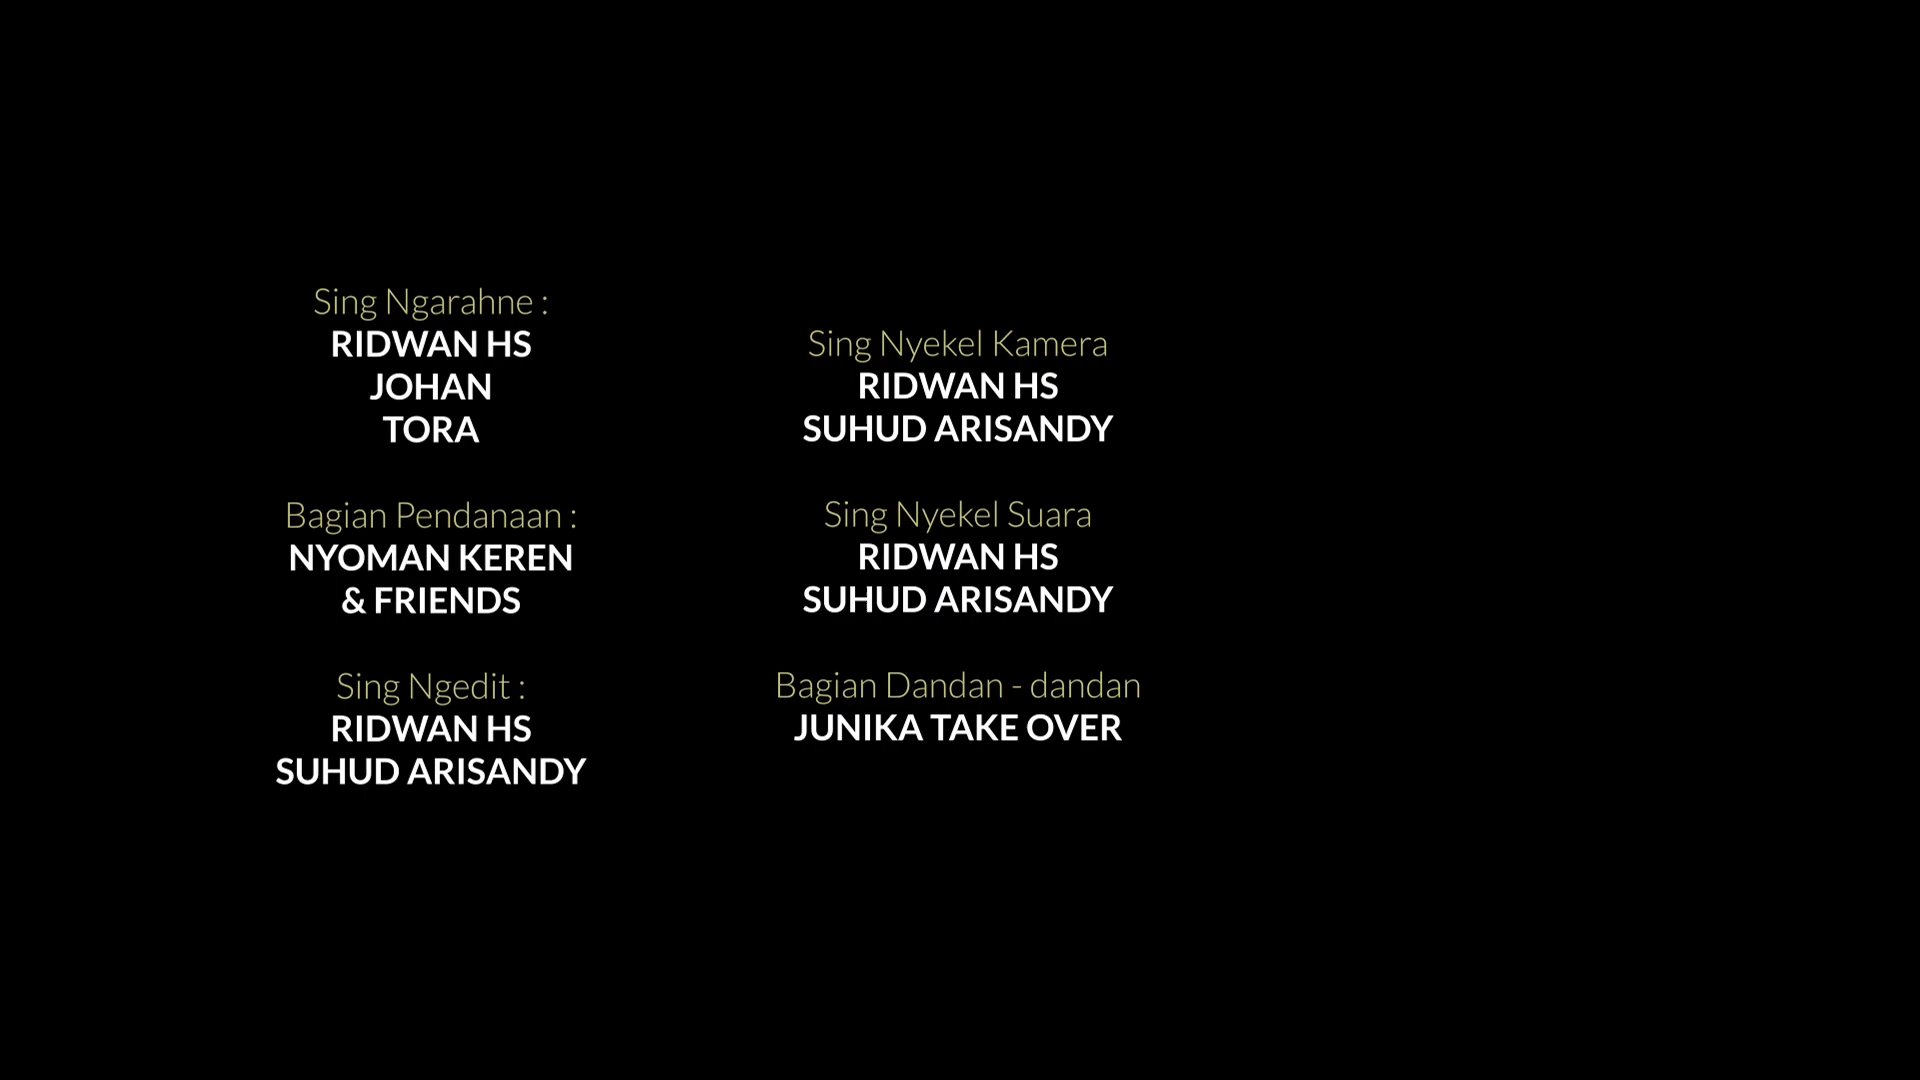 Sing Ngarahne :
RIDWAN HS
JOHAN
TORA
Bagian Pendanaan :
NYOMAN KEREN
& FRIENDS
Sing Ngedit :
RIDWAN HS
SUHUD ARISANDY
Sing Nyekel Kamera
RIDWAN HS
SUHUD ARISANDY
Sing Nyekel Suara
RIDWAN HS
SUHUD ARISANDY
Bagian Dandan - dandan
JUNIKA TAKE OVER